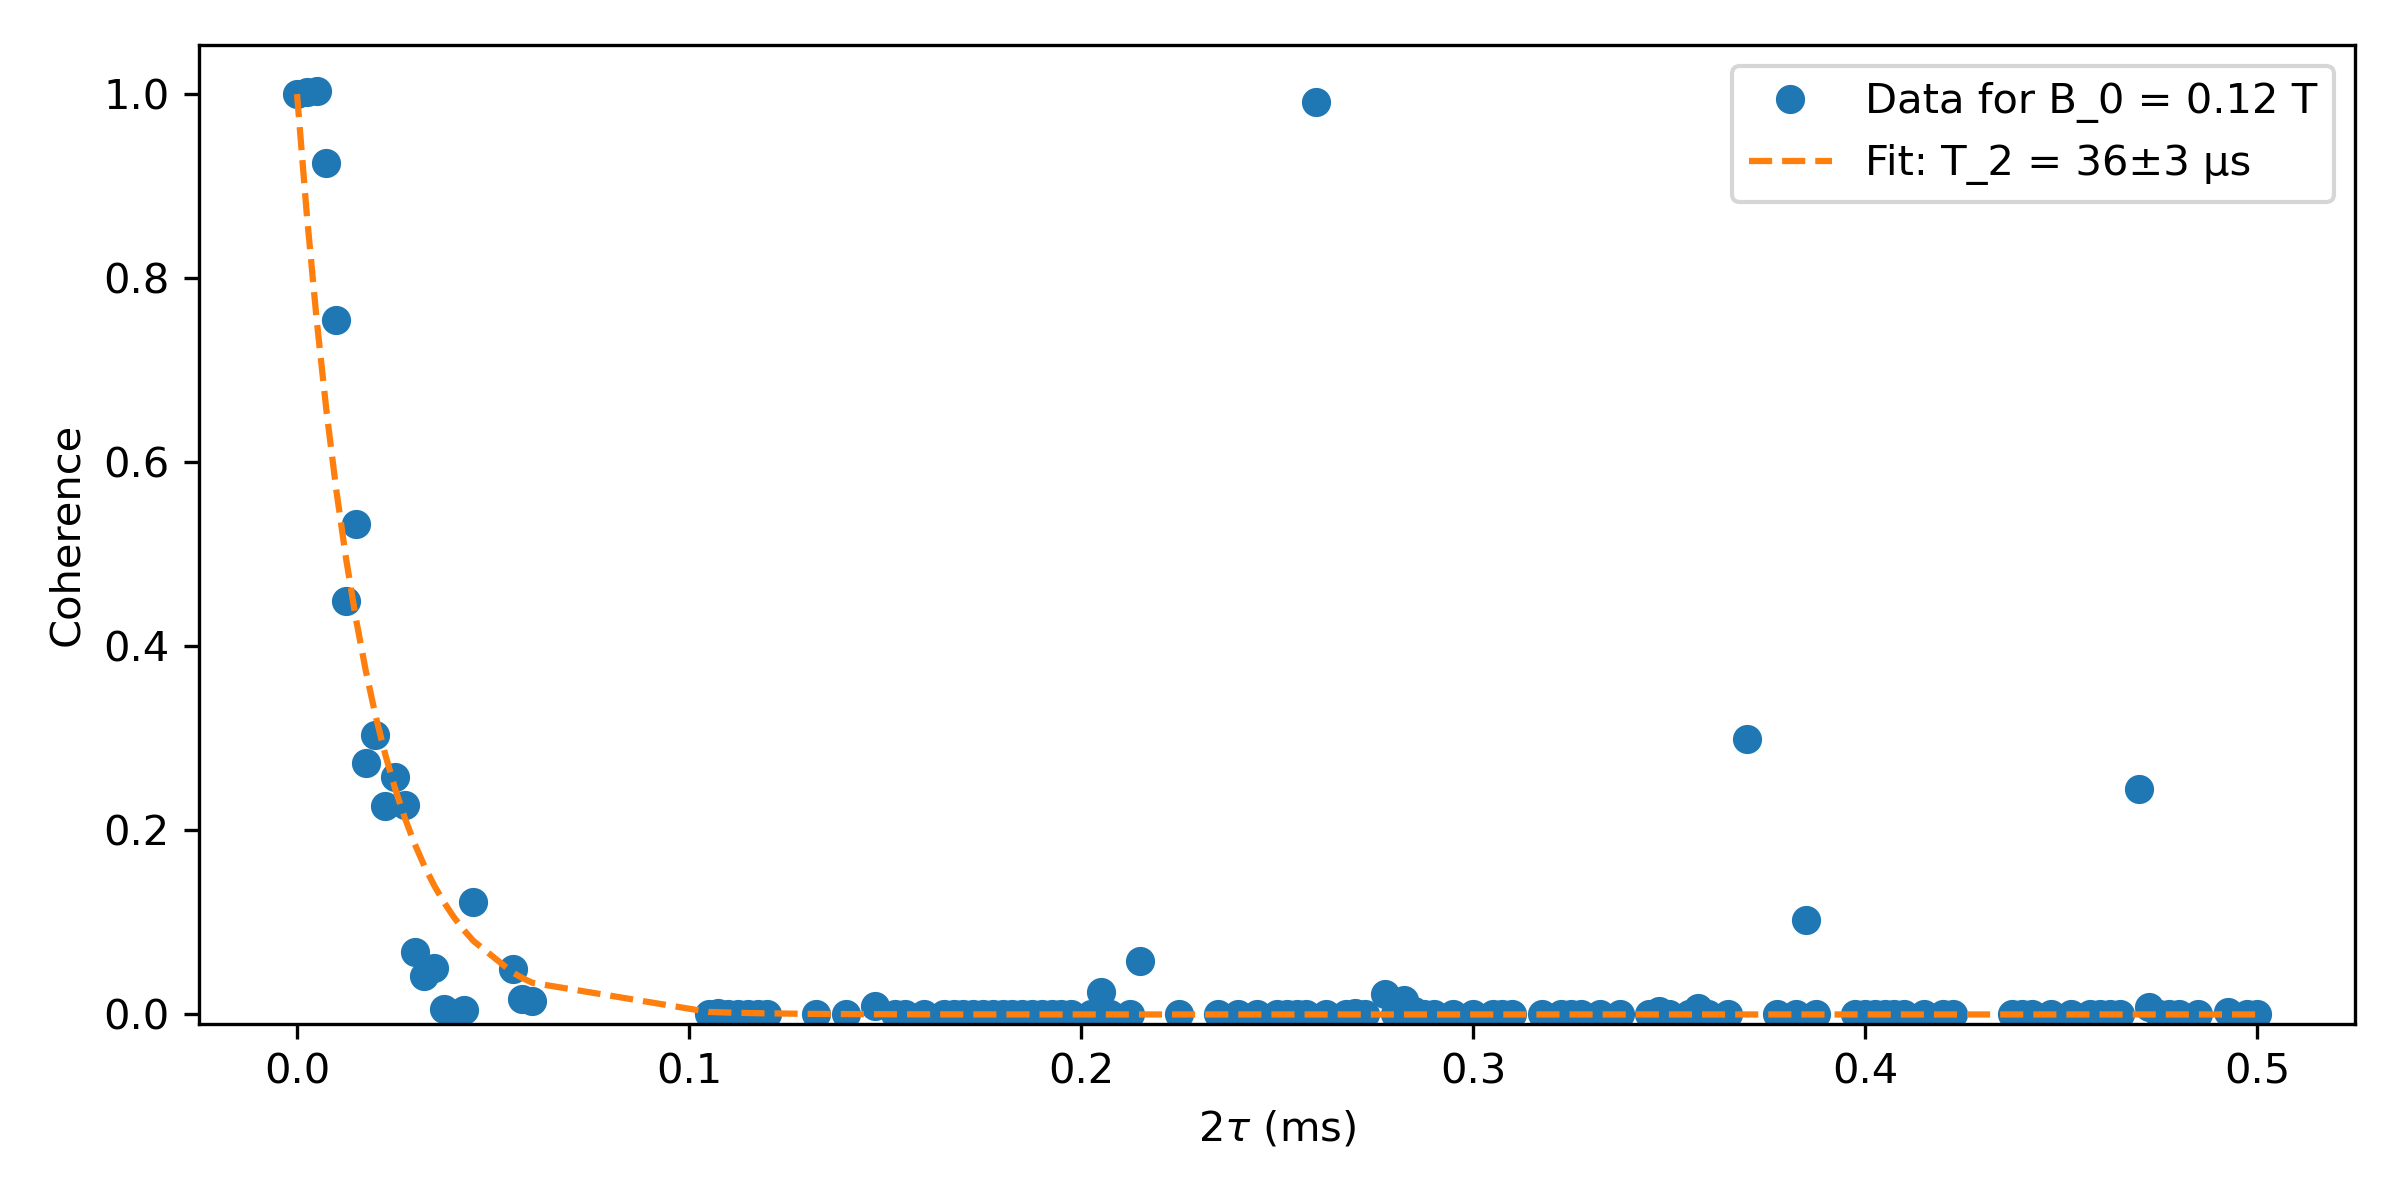 Data for B_0 = 0.12 T
Fit: T_2 = 36±3 μs
Coherence
1.0
0.8
0.6
0.4
0.2
0.0
0.0 0.1 0.2 0.3 0.4 0.5
2τ (ms)